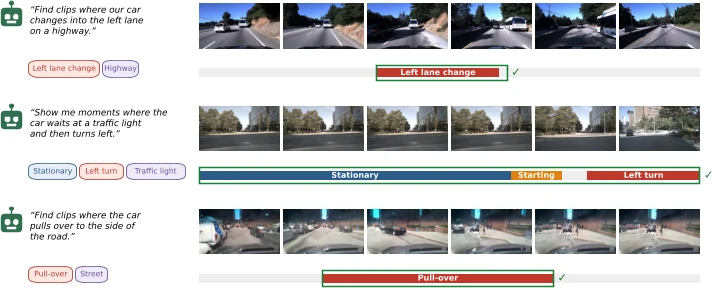 “Find clips where our car
changes into the left lane
on a highway.”
Left lane change Highway
Left lane change ✓
“Show me moments where the
car waits at a traffic light
and then turns left.”
Stationary Left turn Traffic light
Stationary Starting Left turn ✓
“Find clips where the car
pulls over to the side of
the road.”
Pull-over Street
Pull-over ✓